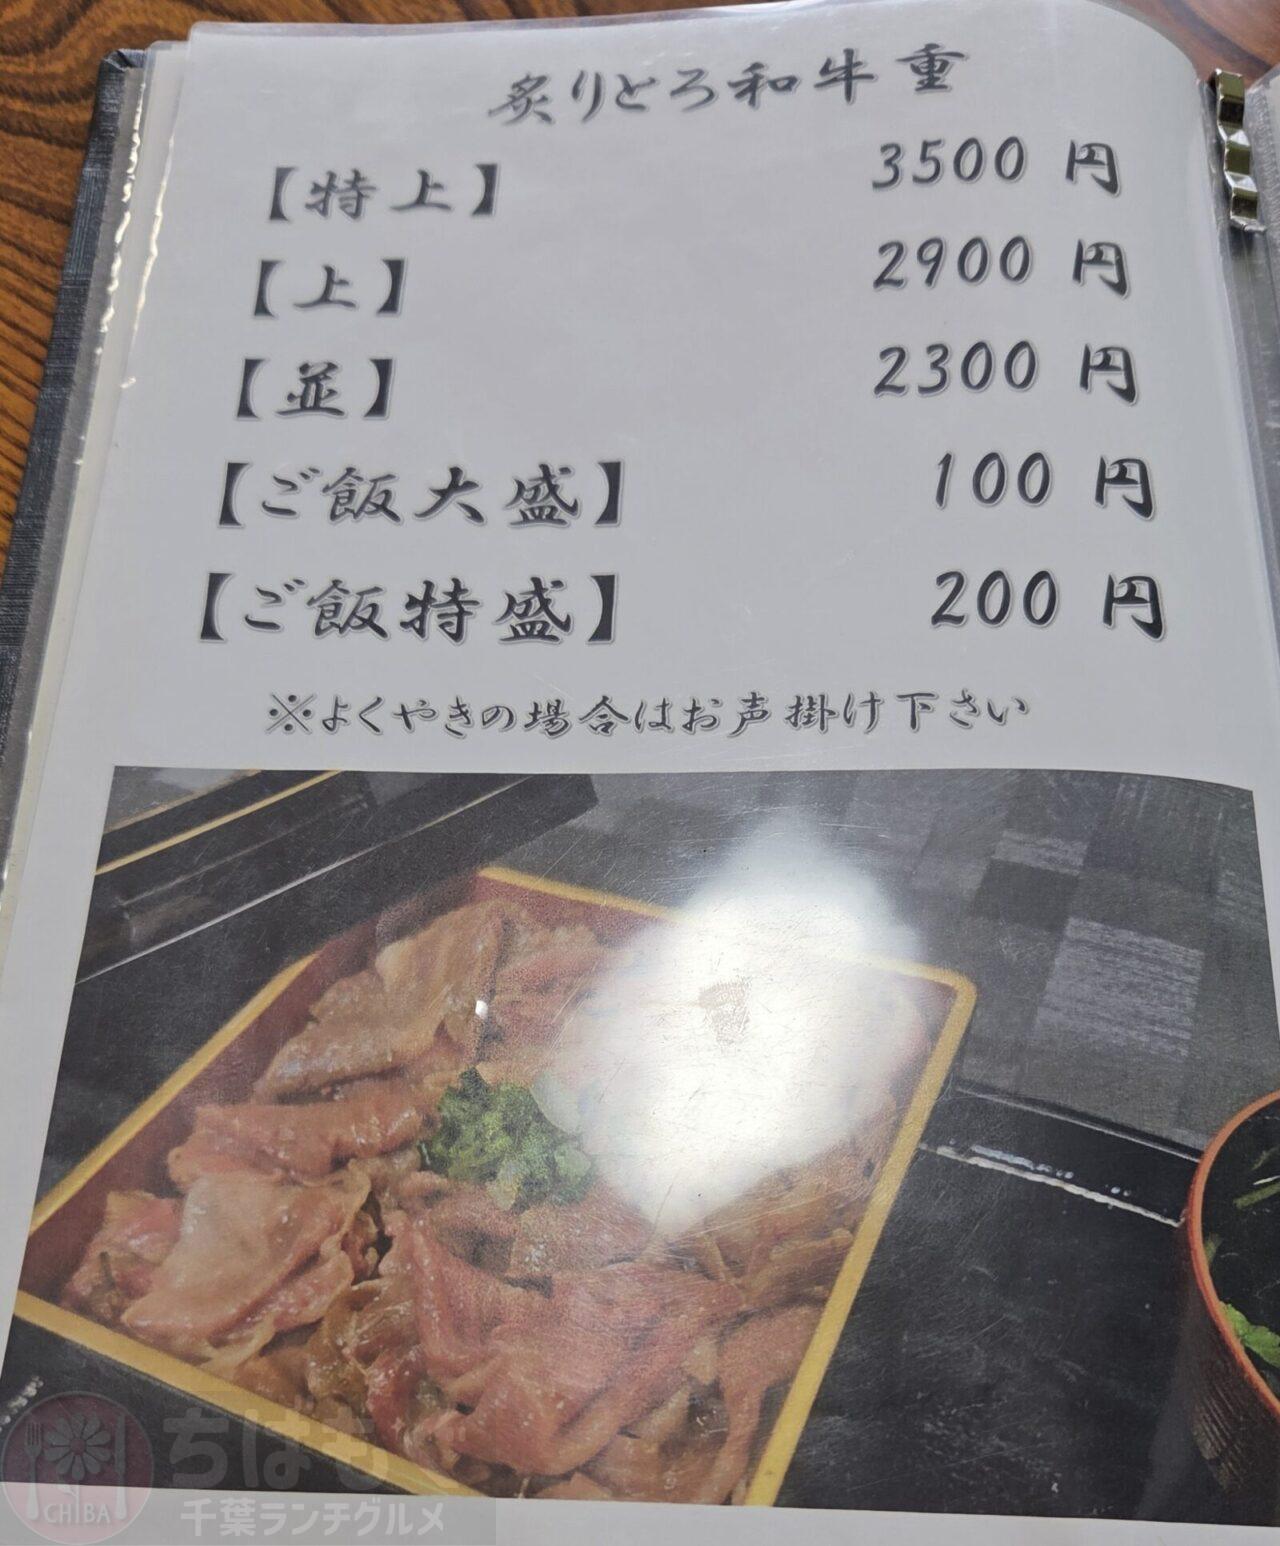 炙りとろ和牛重
【特上】 3500 円
【上】 2900 円
【並】 2300 円
【ご飯大盛】 100 円
【ご飯特盛】 200 円
※よくやきの場合はお声掛け下さい
ちばもぐ
千葉ランチグルメ
CHIBA